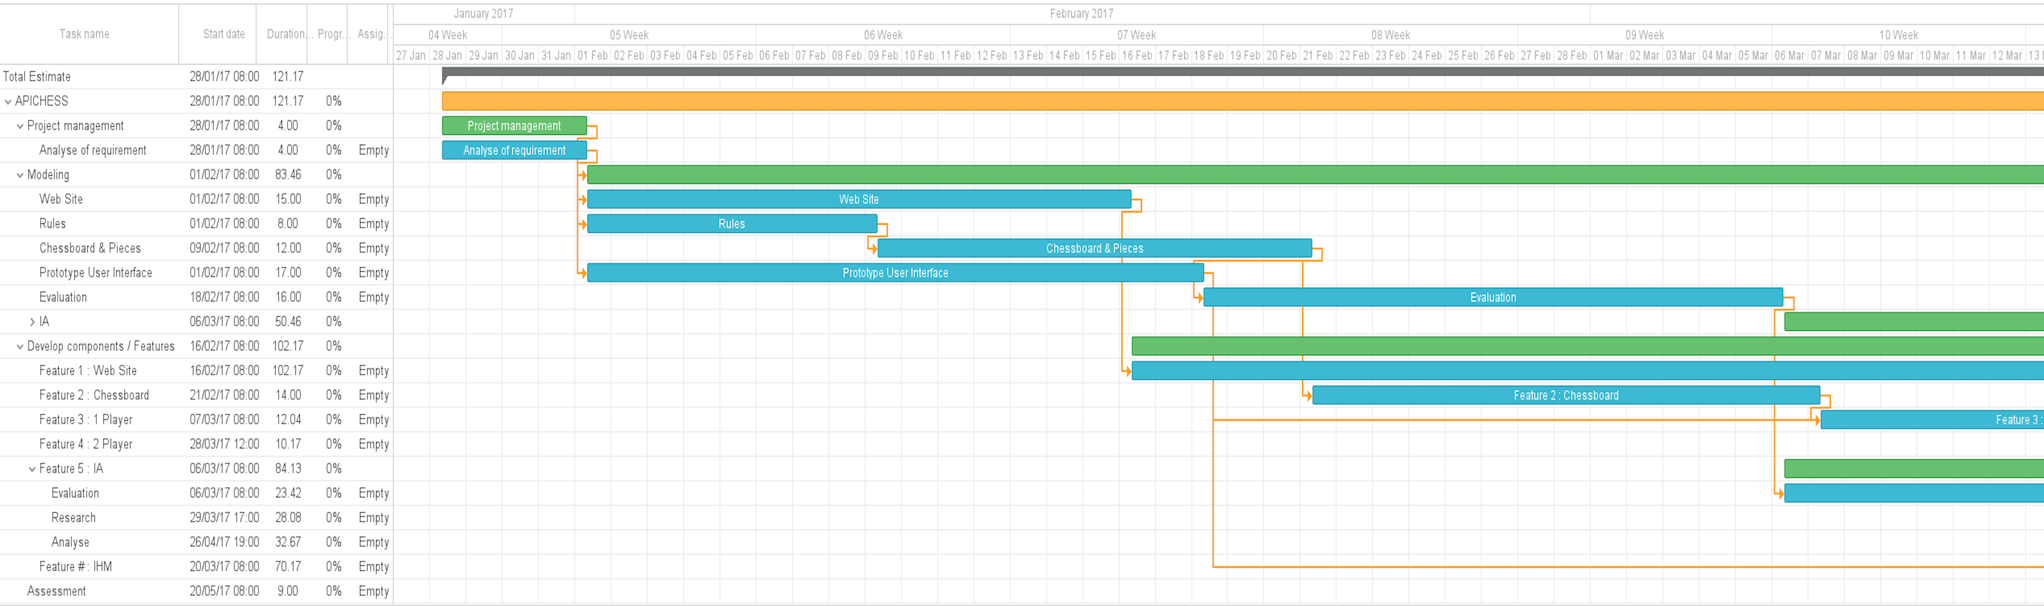 January 2017 February 2017
Task name Start date Duration... Progr... Assig... 04 Week 05 Week 06 Week 07 Week 08 Week 09 Week 10 Week
27 Jan 28 Jan 29 Jan 30 Jan 31 Jan 01 Feb 02 Feb 03 Feb 04 Feb 05 Feb 06 Feb 07 Feb 08 Feb 09 Feb 10 Feb 11 Feb 12 Feb 13 Feb 14 Feb 15 Feb 16 Feb 17 Feb 18 Feb 19 Feb 20 Feb 21 Feb 22 Feb 23 Feb 24 Feb 25 Feb 26 Feb 27 Feb 28 Feb 01 Mar 02 Mar 03 Mar 04 Mar 05 Mar 06 Mar 07 Mar 08 Mar 09 Mar 10 Mar 11 Mar 12 Mar 13
Total Estimate 28/01/17 08:00 121.17
APICHESS 28/01/17 08:00 121.17 0%
Project management 28/01/17 08:00 4.00 0% Project management
Analyse of requirement 28/01/17 08:00 4.00 0% Empty Analyse of requirement
Modeling 01/02/17 08:00 83.46 0%
Web Site 01/02/17 08:00 15.00 0% Empty Web Site
Rules 01/02/17 08:00 8.00 0% Empty Rules
Chessboard & Pieces 09/02/17 08:00 12.00 0% Empty Chessboard & Pieces
Prototype User Interface 01/02/17 08:00 17.00 0% Empty Prototype User Interface
Evaluation 18/02/17 08:00 16.00 0% Empty Evaluation
IA 06/03/17 08:00 50.46 0%
Develop components / Features 16/02/17 08:00 102.17 0%
Feature 1 : Web Site 16/02/17 08:00 102.17 0% Empty
Feature 2 : Chessboard 21/02/17 08:00 14.00 0% Empty Feature 2 : Chessboard
Feature 3 : 1 Player 07/03/17 08:00 12.04 0% Empty Feature 3 :
Feature 4 : 2 Player 28/03/17 12:00 10.17 0% Empty
Feature 5 : IA 06/03/17 08:00 84.13 0%
Evaluation 06/03/17 08:00 23.42 0% Empty
Research 29/03/17 17:00 28.08 0% Empty
Analyse 26/04/17 19:00 32.67 0% Empty
Feature # : IHM 20/03/17 08:00 70.17 0% Empty
Assessment 20/05/17 08:00 9.00 0% Empty